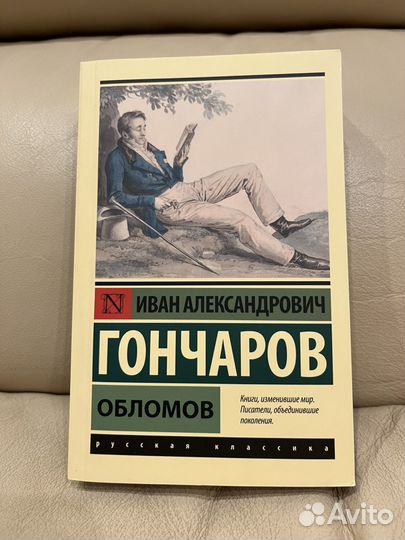 N
ИВАН АЛЕКСАНДРОВИЧ
ГОНЧАРОВ
ОБЛОМОВ
Книги, изменившие мир.
Писатели, объединившие
поколения.
русская классика
Avito